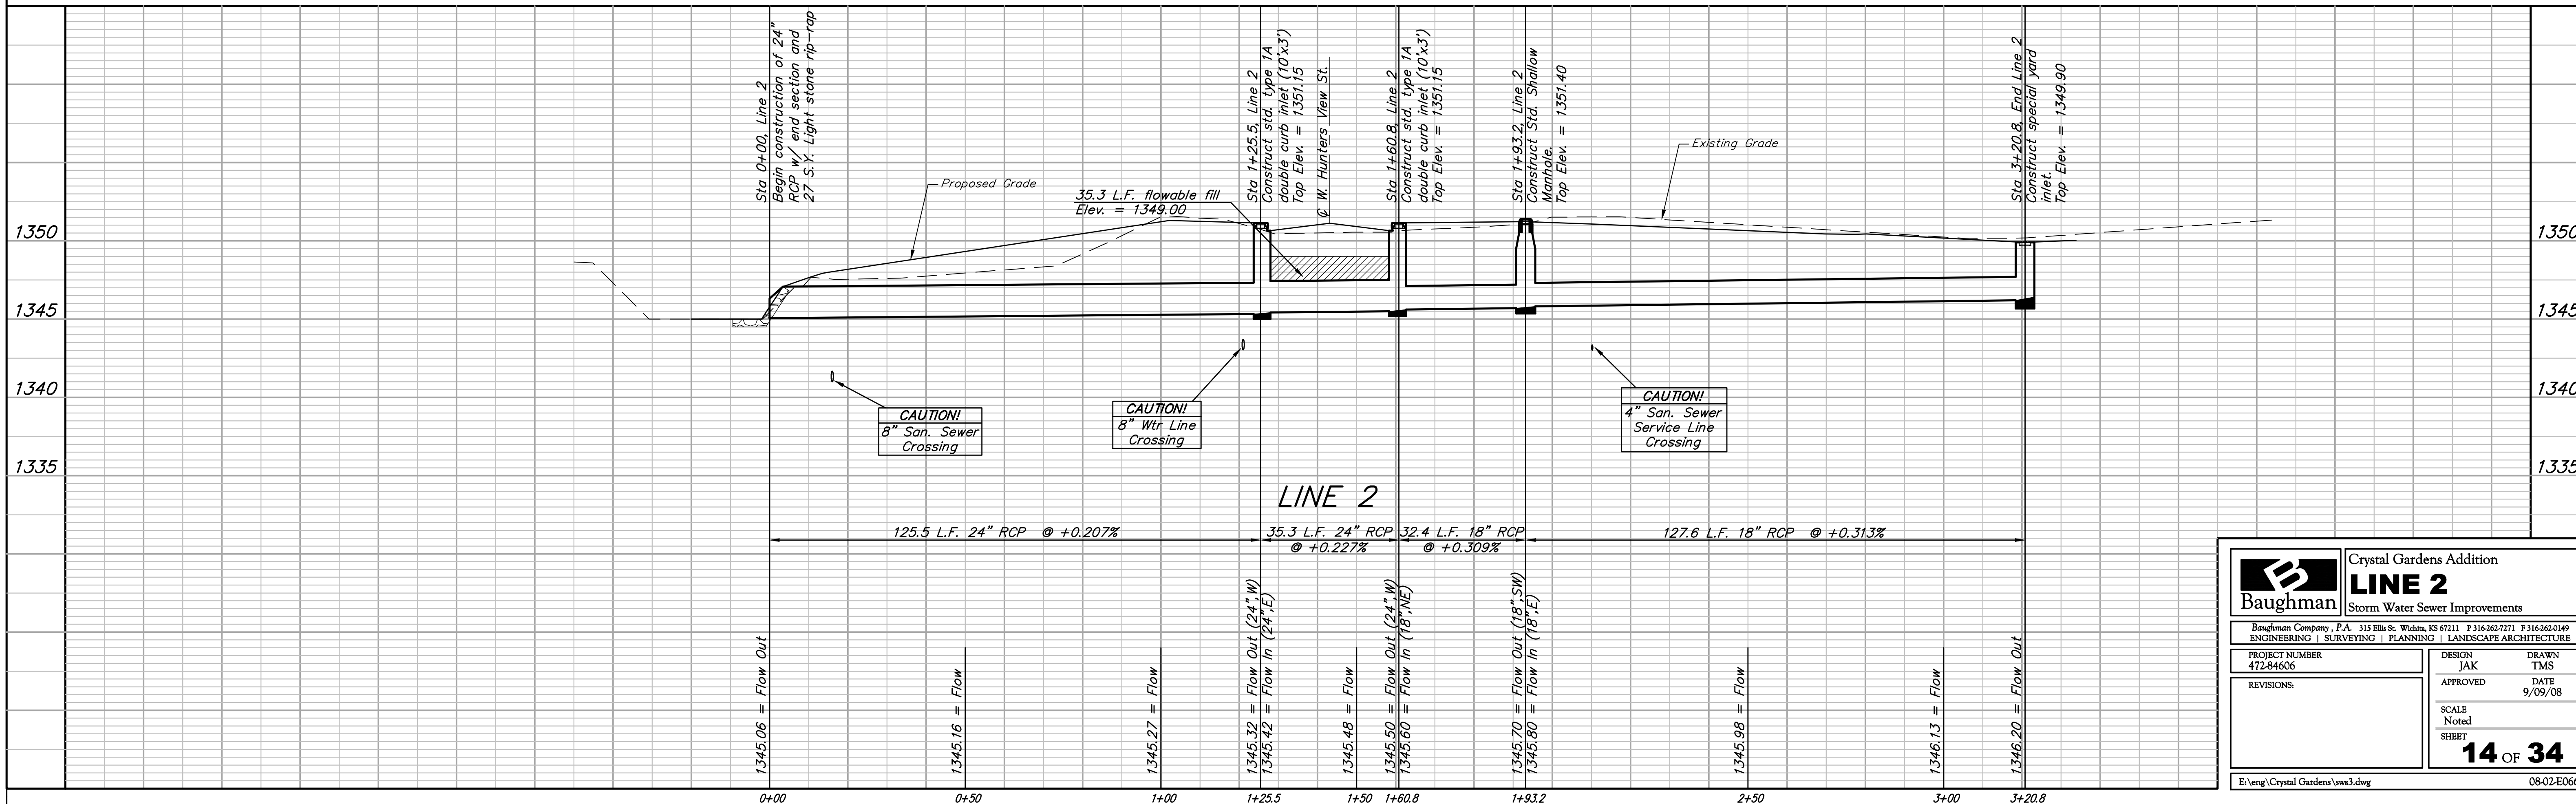 Sta 0+00, Line 2
Begin construction of 24"
RCP w/ end section and
27 S.Y. Light stone rip-rap
Sta 1+25.5, Line 2
Construct std. type 1A
double curb inlet (10'x3')
Top Elev. = 1351.15
℄ W. Hunters View St.
Sta 1+60.8, Line 2
Construct std. type 1A
double curb inlet (10'x3')
Top Elev. = 1351.15
Sta 1+93.2, Line 2
Construct Std. Shallow
Manhole.
Top Elev. = 1351.40
Sta 3+20.8, End Line 2
Construct special yard
inlet.
Top Elev. = 1349.90
Existing Grade
Proposed Grade
35.3 L.F. flowable fill
Elev. = 1349.00
1350
1350
1345
1345
1340
1340
1335
1335
CAUTION!
8" San. Sewer
Crossing
CAUTION!
8" Wtr Line
Crossing
CAUTION!
4" San. Sewer
Service Line
Crossing
LINE 2
125.5 L.F. 24" RCP @ +0.207%
35.3 L.F. 24" RCP
@ +0.227%
32.4 L.F. 18" RCP
@ +0.309%
127.6 L.F. 18" RCP @ +0.313%
1345.06 = Flow Out
1345.16 = Flow
1345.27 = Flow
1345.32 = Flow Out (24",W)
1345.42 = Flow In (24",E)
1345.48 = Flow
1345.50 = Flow Out (24",W)
1345.60 = Flow In (18",NE)
1345.70 = Flow Out (18",SW)
1345.80 = Flow In (18",E)
1345.98 = Flow
1346.13 = Flow
1346.20 = Flow Out
0+00
0+50
1+00
1+25.5
1+50
1+60.8
1+93.2
2+50
3+00
3+20.8
Baughman
Crystal Gardens Addition
LINE 2
Storm Water Sewer Improvements
Baughman Company, P.A. 315 Ellis St. Wichita, KS 67211 P 316-262-7271 F 316-262-0149
ENGINEERING | SURVEYING | PLANNING | LANDSCAPE ARCHITECTURE
PROJECT NUMBER
472-84606
DESIGN
JAK
DRAWN
TMS
REVISIONS:
APPROVED
DATE
9/09/08
SCALE
Noted
SHEET
14 OF 34
E:\eng\Crystal Gardens\sws3.dwg
08-02-E066